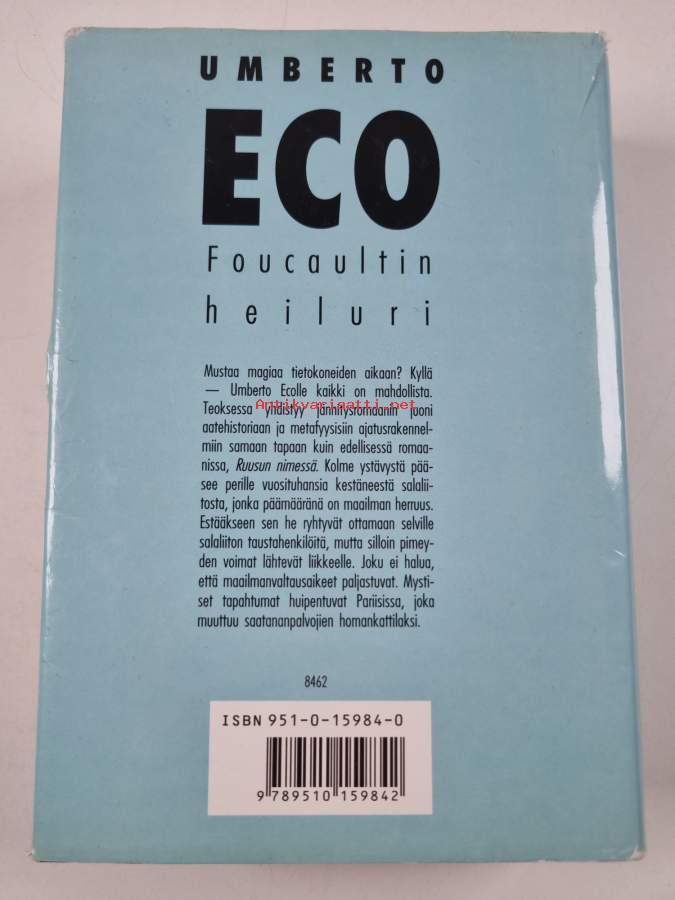 UMBERTO
ECO
Foucaultin
heiluri
Mustaa magiaa tietokoneiden aikaan? Kyllä
— Umberto Ecolle kaikki on mahdollista.
Antikvariaatti.net
Teoksessa yhdistyy jännitysromaanin juoni
aatehistoriaan ja metafyysisiin ajatusrakennel-
miin samaan tapaan kuin edellisessä romaa-
nissa, Ruusun nimessä. Kolme ystävystä pää-
see perille vuosituhansia kestäneestä salalii-
tosta, jonka päämääränä on maailman herruus.
Estääkseen sen he ryhtyvät ottamaan selville
salaliiton taustahenkilöitä, mutta silloin pimey-
den voimat lähtevät liikkeelle. Joku ei halua,
että maailmanvaltausaikeet paljastuvat. Mysti-
set tapahtumat huipentuvat Pariisissa, joka
muuttuu saatananpalvojien homankattilaksi.
8462
ISBN 951-0-15984-0
9 789510 159842